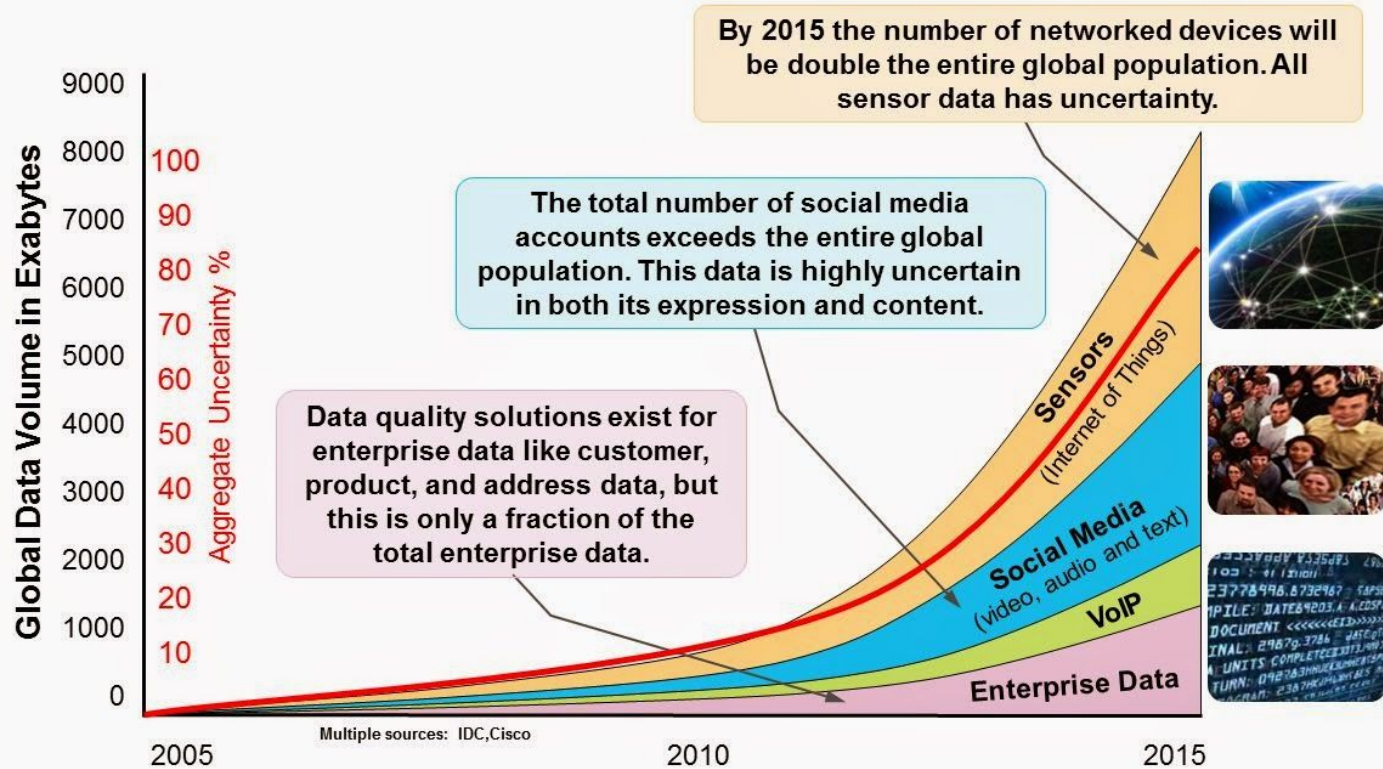 By 2015 the number of networked devices will
be double the entire global population. All
sensor data has uncertainty.
The total number of social media
accounts exceeds the entire global
population. This data is highly uncertain
in both its expression and content.
Data quality solutions exist for
enterprise data like customer,
product, and address data, but
this is only a fraction of the
total enterprise data.
Global Data Volume in Exabytes
9000
8000
7000
6000
5000
4000
3000
2000
1000
0
Aggregate Uncertainty %
100
90
80
70
60
50
40
30
20
10
Sensors
(Internet of Things)
Social Media
(video, audio and text)
VoIP
Enterprise Data
Multiple sources: IDC,Cisco
2005
2010
2015
DOCUMENT
UNITS